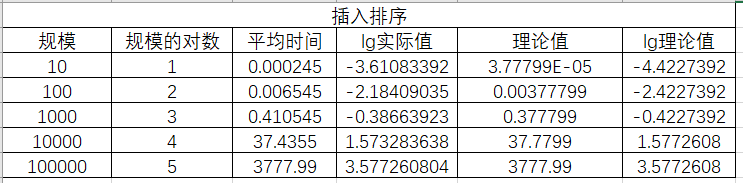 插入排序
规模 规模的对数 平均时间 lg实际值 理论值 lg理论值
10 1 0.000245 -3.61083392 3.77799E-05 -4.4227392
100 2 0.006545 -2.18409035 0.00377799 -2.4227392
1000 3 0.410545 -0.38663923 0.377799 -0.4227392
10000 4 37.4355 1.573283638 37.7799 1.5772608
100000 5 3777.99 3.577260804 3777.99 3.5772608